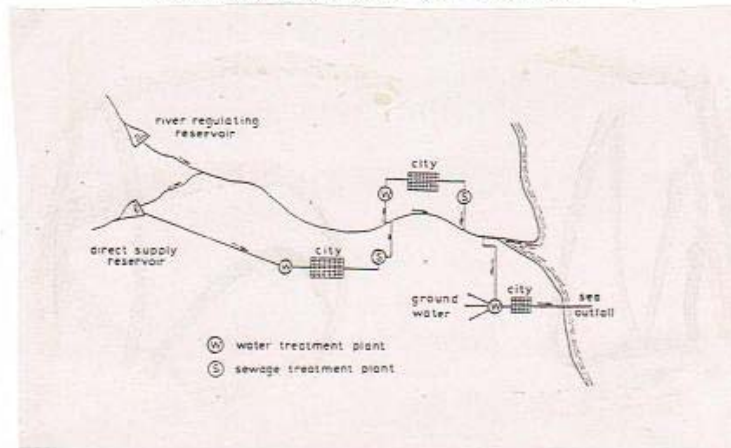 river regulating
reservoir
city
W
S
direct supply
reservoir
city
W
S
ground
water
W
city
sea
outfall
W water treatment plant
S sewage treatment plant